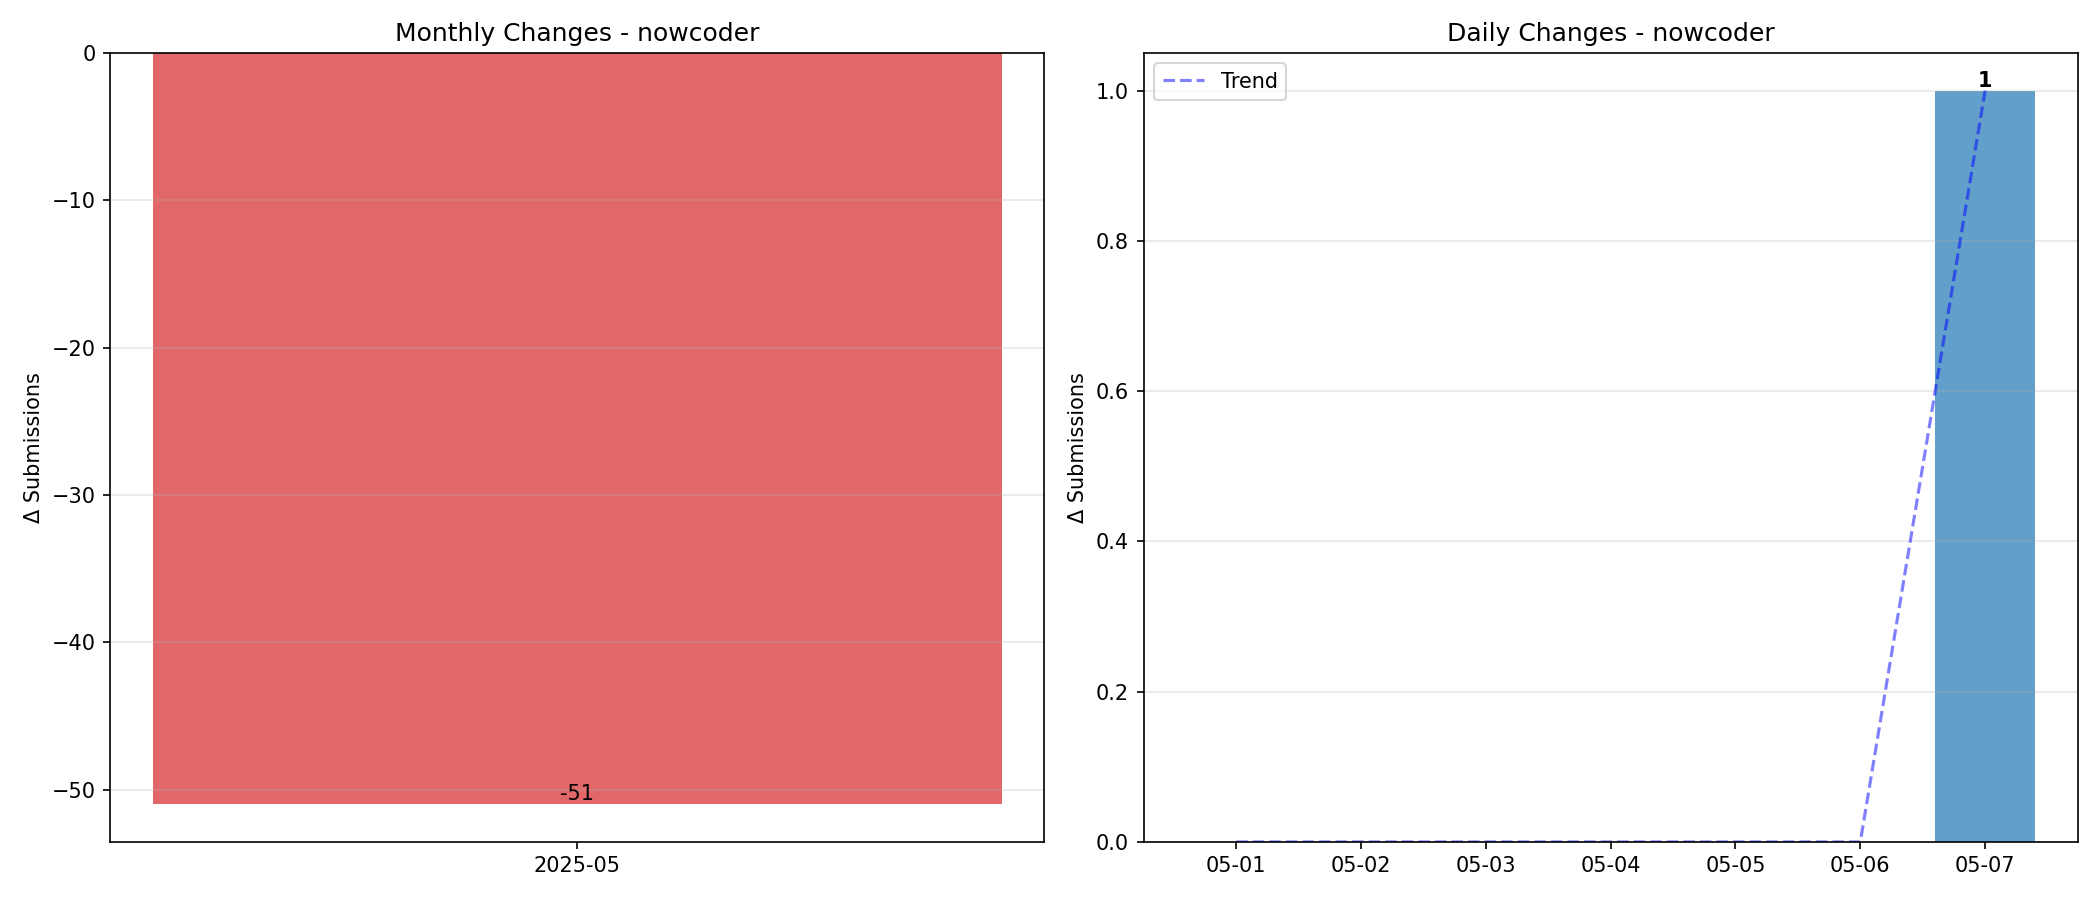 Monthly Changes - nowcoder
Δ Submissions
0
−10
−20
−30
−40
−50
-51
2025-05
Daily Changes - nowcoder
Trend
Δ Submissions
1
1.0
0.8
0.6
0.4
0.2
0.0
05-01 05-02 05-03 05-04 05-05 05-06 05-07